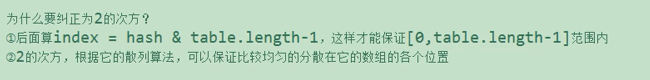 为什么要纠正为2的次方？
①后面算index = hash & table.length-1，这样才能保证[0,table.length-1]范围内
②2的次方，根据它的散列算法，可以保证比较均匀的分散在它的数组的各个位置